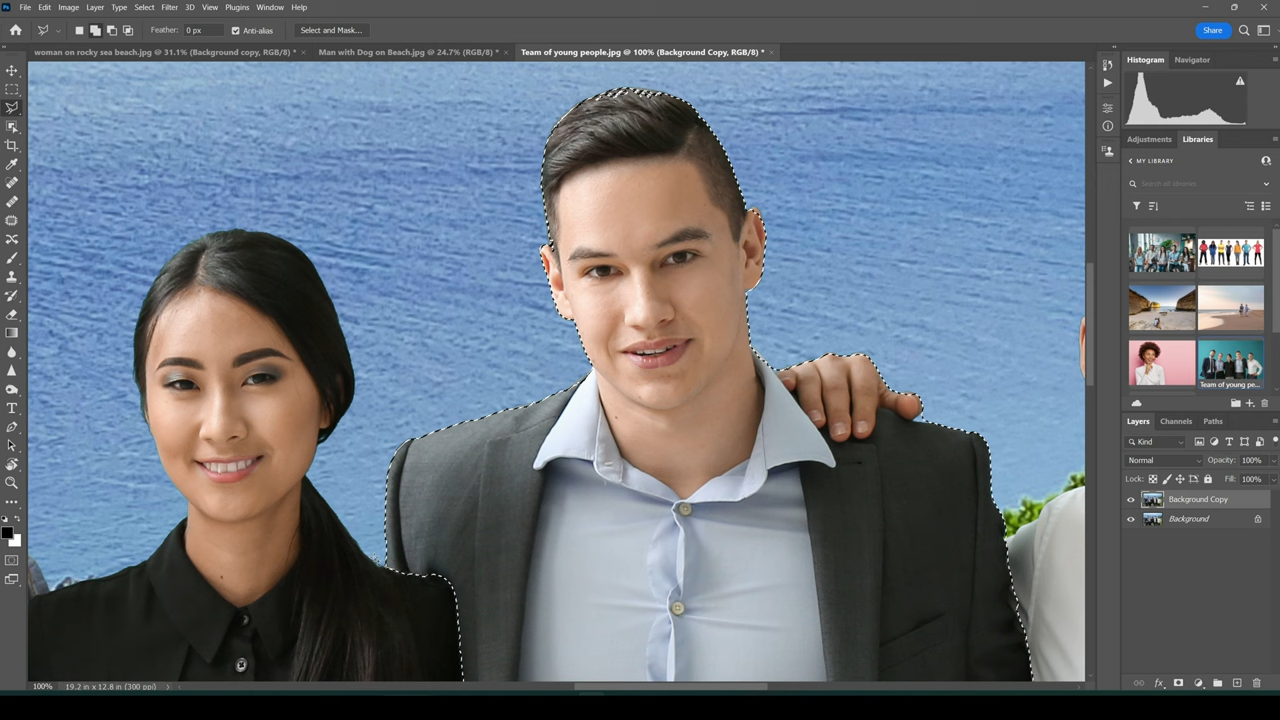 File Edit Image Layer Type Select Filter 3D View Plugins Window Help
Feather: 0 px Anti-alias Select and Mask... Share
woman on rocky sea beach.jpg @ 31.1% (Background copy, RGB/8) * × Man with Dog on Beach.jpg @ 24.7% (RGB/8) * × Team of young people.jpg @ 100% (Background Copy, RGB/8) * ×
Histogram Navigator
Adjustments Libraries
MY LIBRARY
Search all libraries
Team of young pe...
Layers Channels Paths
Kind
Normal Opacity: 100%
Lock: Fill: 100%
Background Copy
Background
100% 19.2 in x 12.8 in (300 ppi)